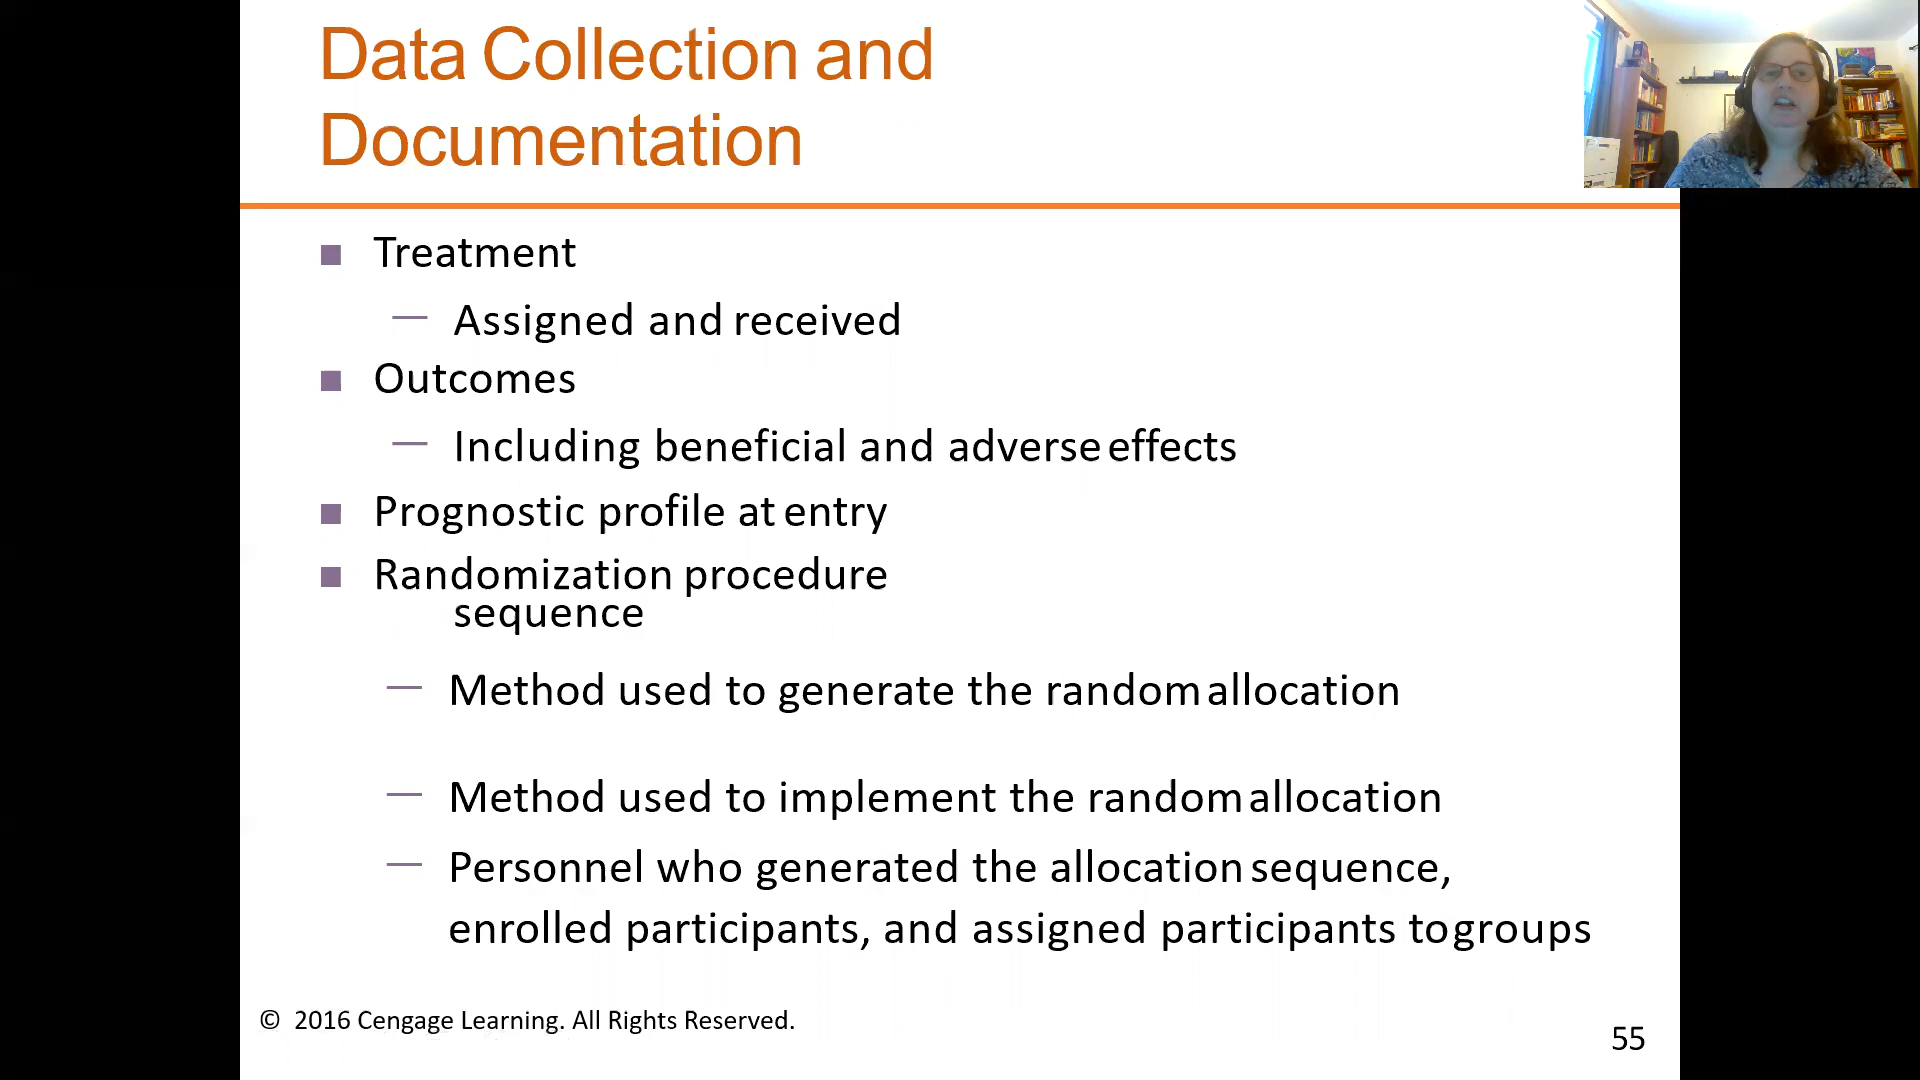 Data Collection and
Documentation
Treatment
Assigned and received
Outcomes
Including beneficial and adverse effects
Prognostic profile at entry
Randomization procedure
sequence
Method used to generate the random allocation
Method used to implement the random allocation
Personnel who generated the allocation sequence,
enrolled participants, and assigned participants to groups
© 2016 Cengage Learning. All Rights Reserved.
55